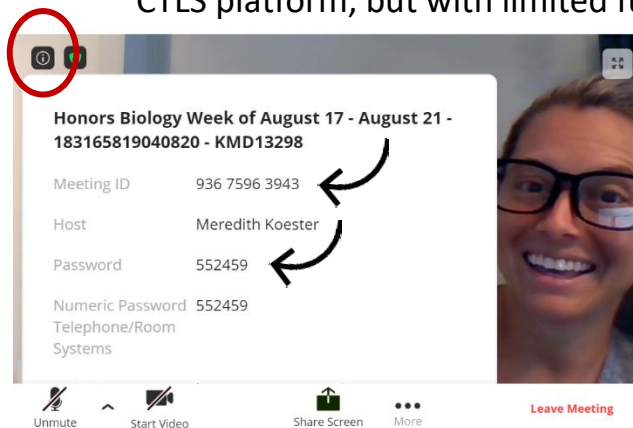 CTLS platform, but with limited
Honors Biology Week of August 17 - August 21 -
183165819040820 - KMD13298
Meeting ID 936 7596 3943
Host Meredith Koester
Password 552459
Numeric Password 552459
Telephone/Room
Systems
Unmute Start Video Share Screen More Leave Meeting